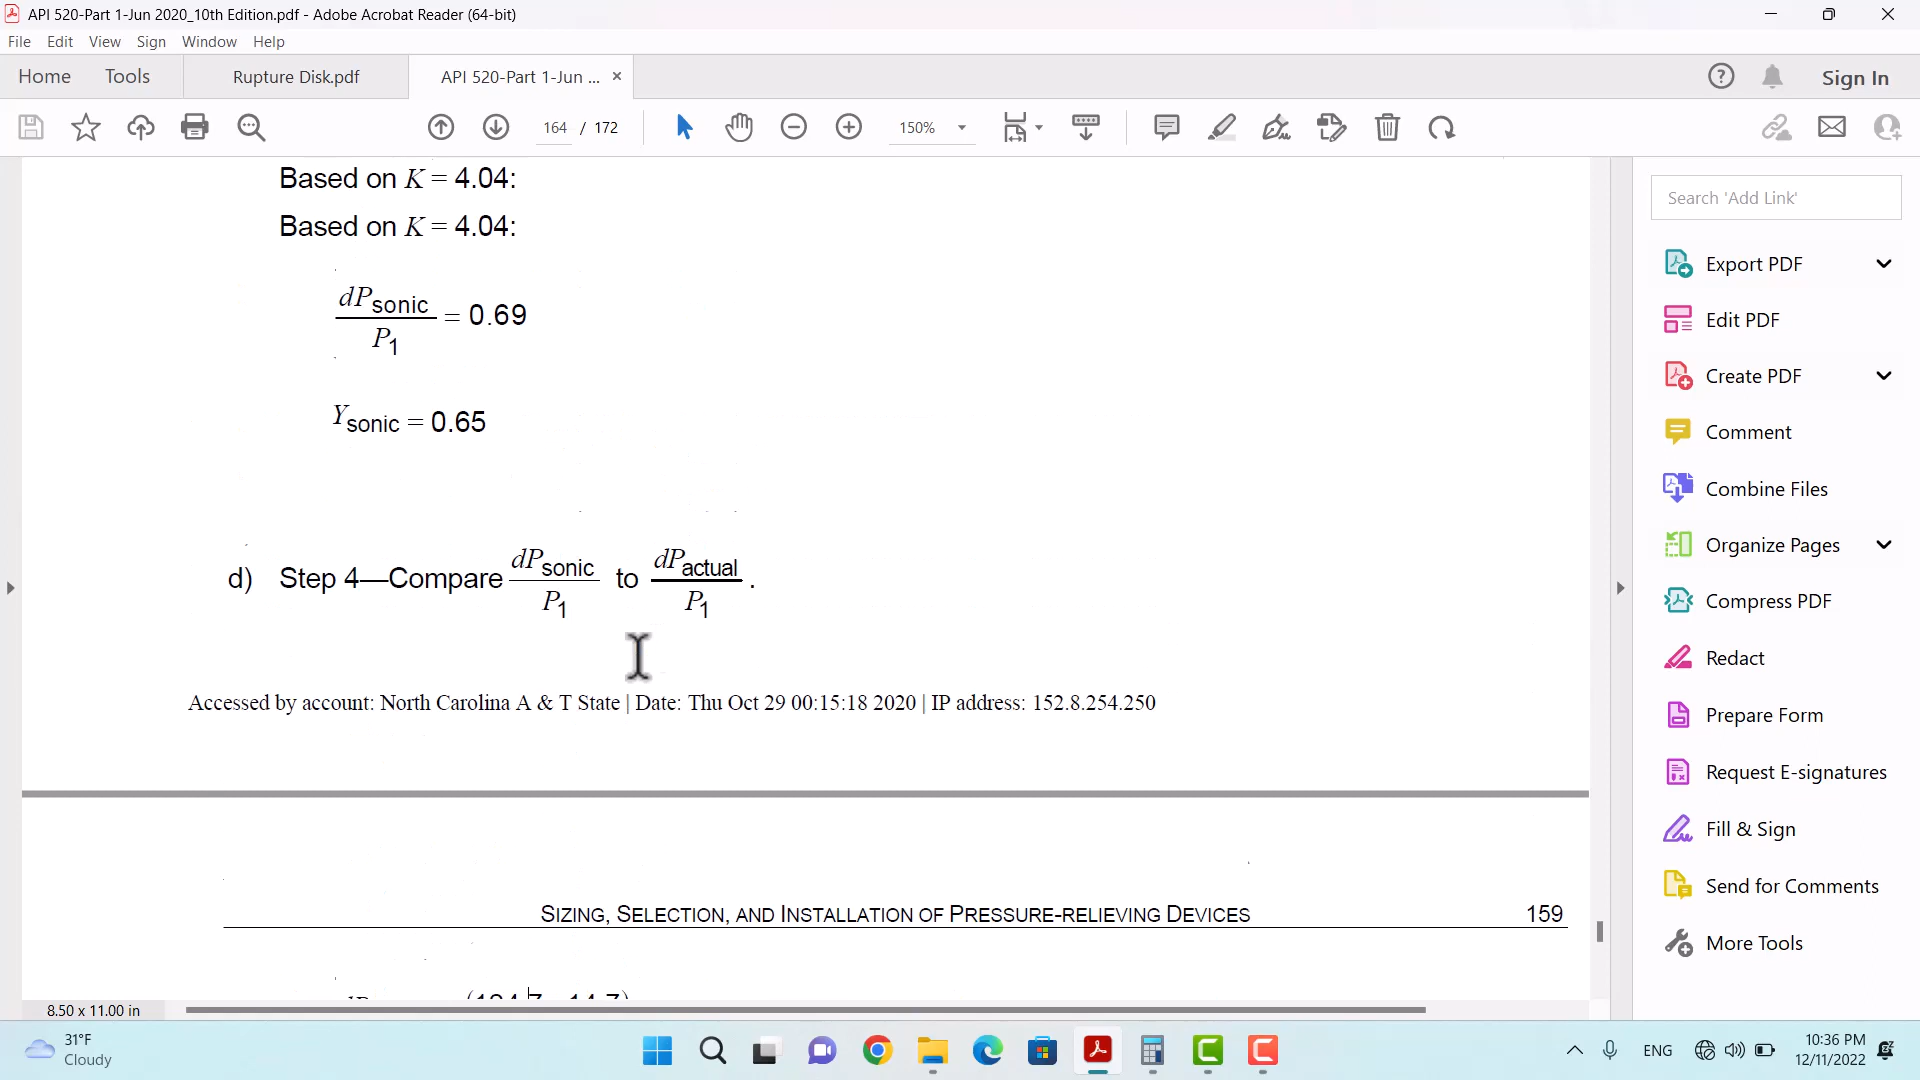 API 520-Part 1-Jun 2020_10th Edition.pdf - Adobe Acrobat Reader (64-bit)
File Edit View Sign Window Help
Home Tools Rupture Disk.pdf API 520-Part 1-Jun ... × Sign In
164 / 172 150%
Based on K = 4.04:
Based on K = 4.04:
dPsonic
P1
= 0.69
Ysonic = 0.65
d) Step 4—Compare dPsonic/P1 to dPactual/P1 .
Accessed by account: North Carolina A & T State | Date: Thu Oct 29 00:15:18 2020 | IP address: 152.8.254.250
SIZING, SELECTION, AND INSTALLATION OF PRESSURE-RELIEVING DEVICES 159
8.50 x 11.00 in
Search 'Add Link'
Export PDF
Edit PDF
Create PDF
Comment
Combine Files
Organize Pages
Compress PDF
Redact
Prepare Form
Request E-signatures
Fill & Sign
Send for Comments
More Tools
31°F
Cloudy
ENG
10:36 PM
12/11/2022